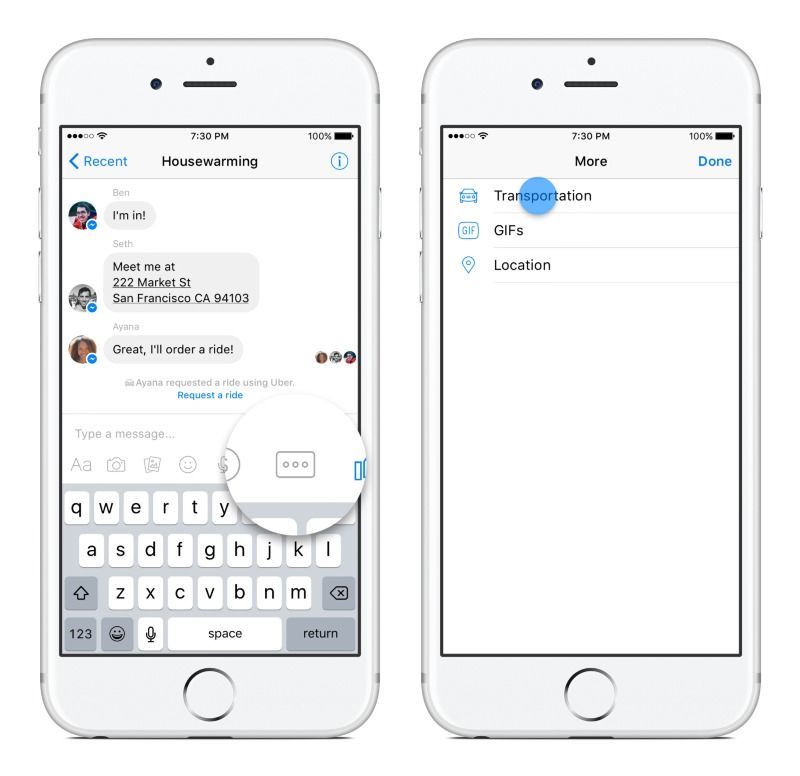 7:30 PM
100%
Recent
Housewarming
Ben
I'm in!
Seth
Meet me at
222 Market St
San Francisco CA 94103
Ayana
Great, I'll order a ride!
Ayana requested a ride using Uber.
Request a ride
Type a message...
Aa
q w e r t y
a s d f g h j k l
z x c v b n m
123
space
return
7:30 PM
100%
More
Done
Transportation
GIF
GIFs
Location